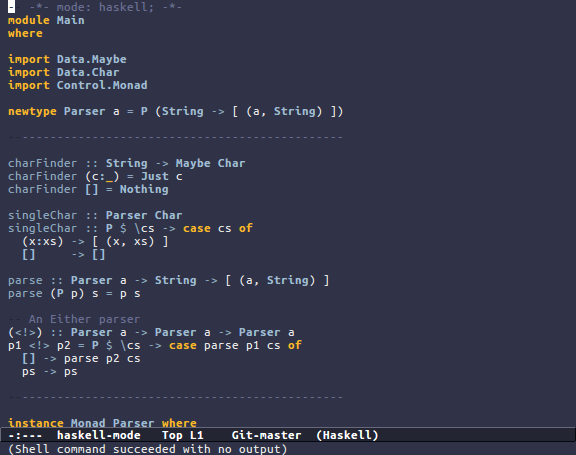 -  -*- mode: haskell; -*-
module Main
where
import Data.Maybe
import Data.Char
import Control.Monad
newtype Parser a = P (String -> [ (a, String) ])
------------------------------------------------
charFinder :: String -> Maybe Char
charFinder (c:_) = Just c
charFinder [] = Nothing
singleChar :: Parser Char
singleChar :: P $ \cs -> case cs of
  (x:xs) -> [ (x, xs) ]
  []     -> []
parse :: Parser a -> String -> [ (a, String) ]
parse (P p) s = p s
-- An Either parser
(<!>) :: Parser a -> Parser a -> Parser a
p1 <!> p2 = P $ \cs -> case parse p1 cs of
  [] -> parse p2 cs
  ps -> ps
------------------------------------------------
instance Monad Parser where
-:---  haskell-mode   Top L1    Git-master  (Haskell)
(Shell command succeeded with no output)